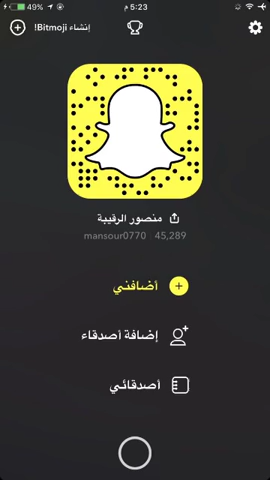 49% 5:23 م
إنشاء Bitmoji!
منصور الرقيبة
mansour0770 45,289
أضافني
إضافة أصدقاء
أصدقائي